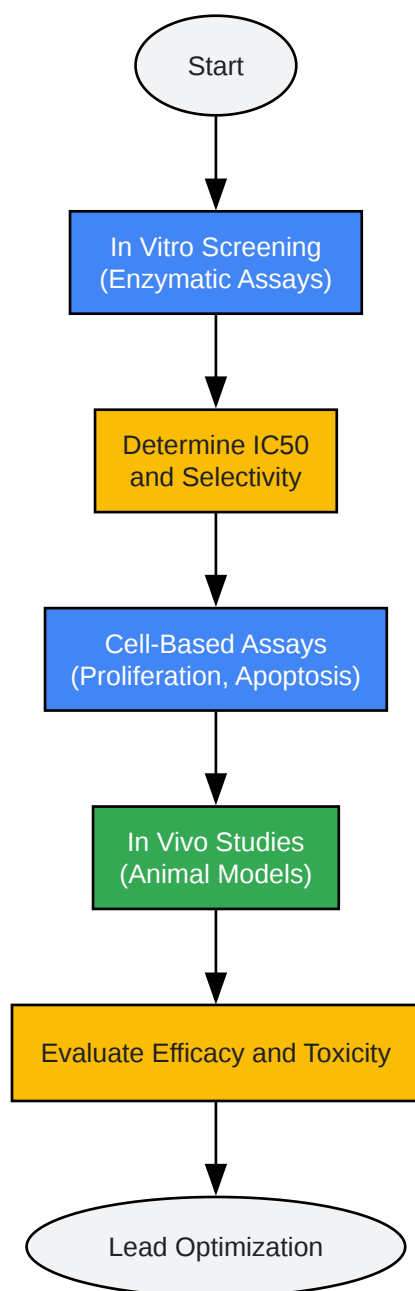 Start
In Vitro Screening
(Enzymatic Assays)
Determine IC50
and Selectivity
Cell-Based Assays
(Proliferation, Apoptosis)
In Vivo Studies
(Animal Models)
Evaluate Efficacy and Toxicity
Lead Optimization